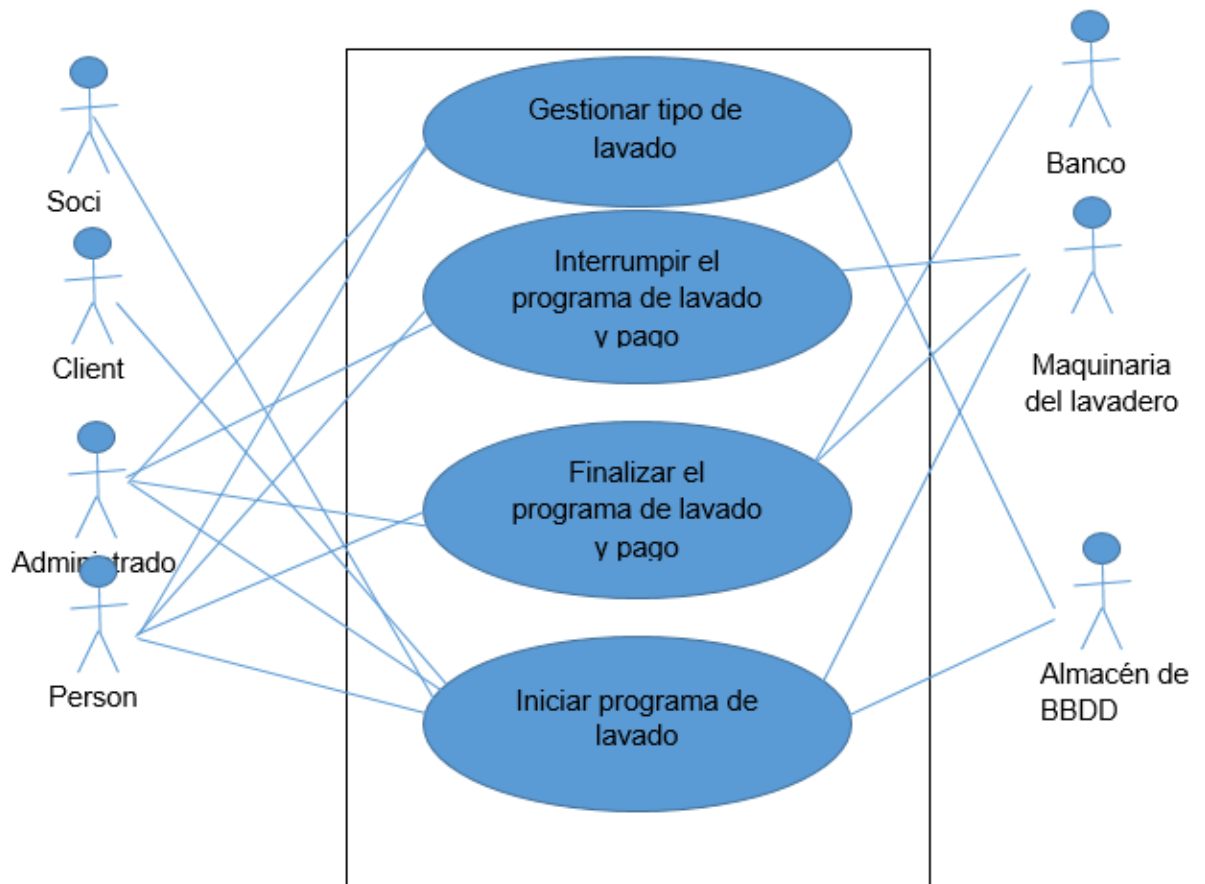 Gestionar tipo de
lavado
Interrumpir el
programa de lavado
y pago
Finalizar el
programa de lavado
y pago
Iniciar programa de
lavado
Soci
Client
Administrado
Person
Banco
Maquinaria
del lavadero
Almacén de
BBDD